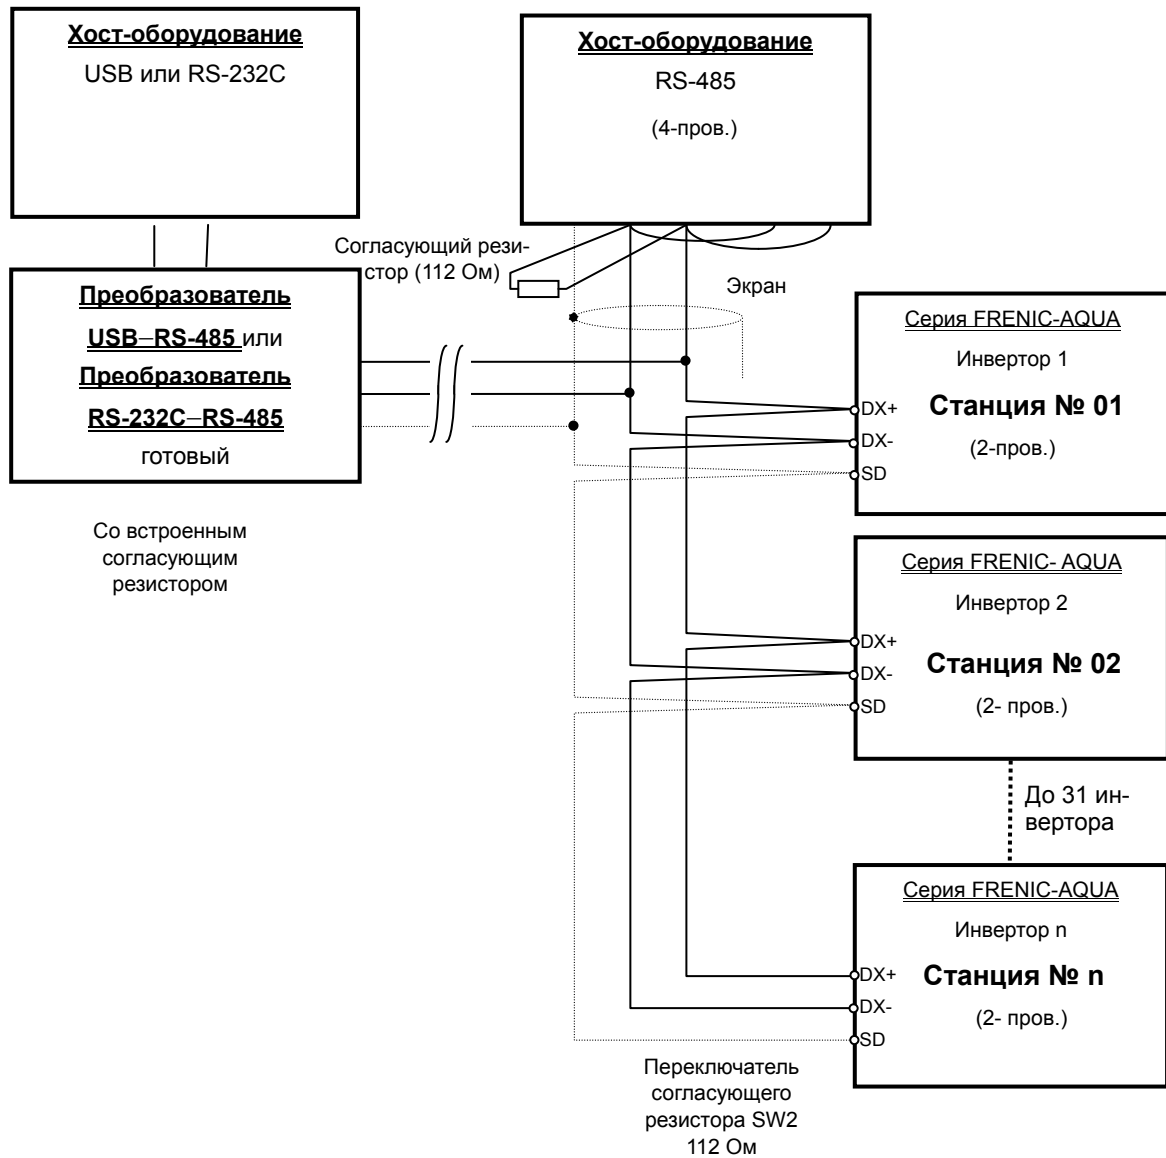 Хост-оборудование
USB или RS-232C
Хост-оборудование
RS-485
(4-пров.)
Согласующий рези-
стор (112 Ом)
Экран
Преобразователь
USB–RS-485 или
Преобразователь
RS-232C–RS-485
готовый
Со встроенным
согласующим
резистором
Серия FRENIC-AQUA
Инвертор 1
DX+
Станция № 01
DX-
(2-пров.)
SD
Серия FRENIC- AQUA
Инвертор 2
DX+
Станция № 02
DX-
(2- пров.)
SD
До 31 ин-
вертора
Серия FRENIC-AQUA
Инвертор n
DX+
Станция № n
DX-
(2- пров.)
SD
Переключатель
согласующего
резистора SW2
112 Ом